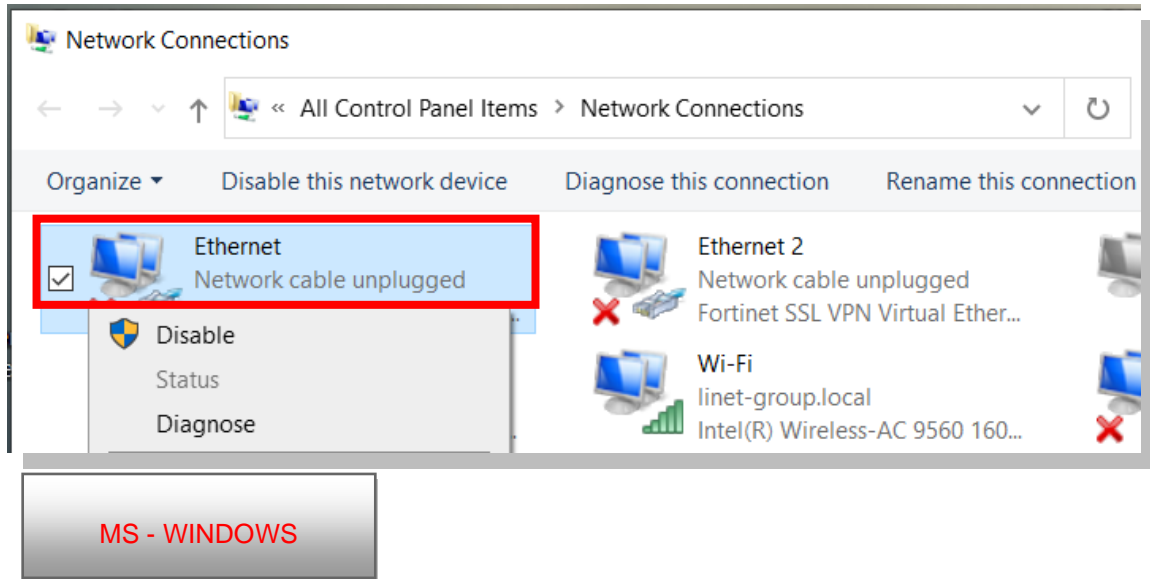 Network Connections
« All Control Panel Items > Network Connections
Organize Disable this network device Diagnose this connection Rename this connection
Ethernet
Network cable unplugged
Disable
Status
Diagnose
Ethernet 2
Network cable unplugged
Fortinet SSL VPN Virtual Ether...
Wi-Fi
linet-group.local
Intel(R) Wireless-AC 9560 160...
MS - WINDOWS